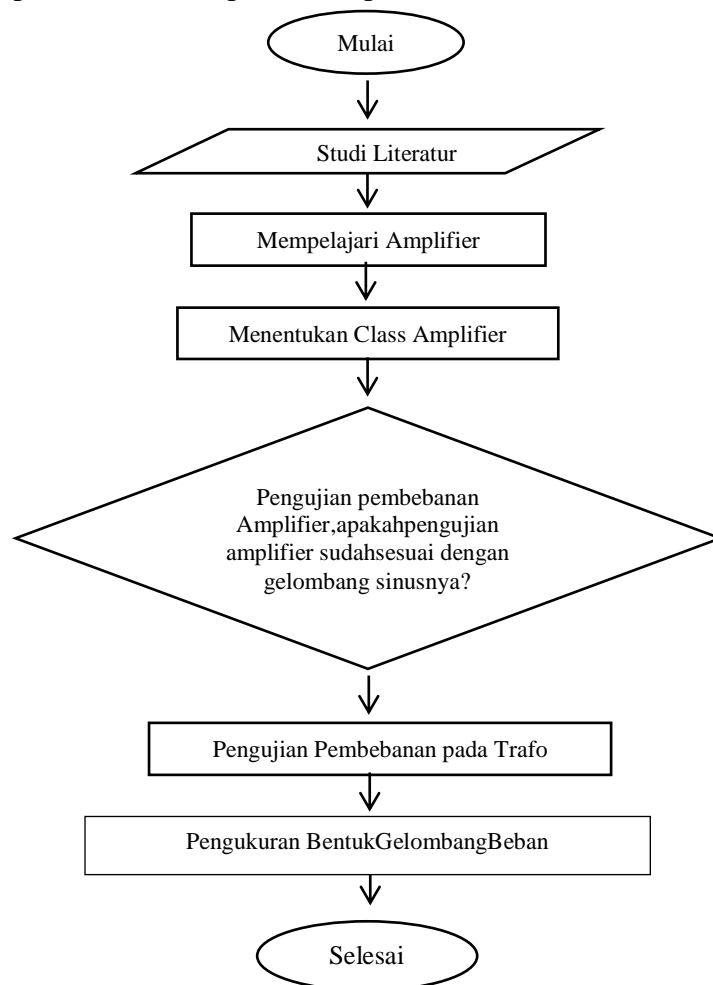 Mulai
Studi Literatur
Mempelajari Amplifier
Menentukan Class Amplifier
Pengujian pembebanan
Amplifier,apakahpengujian
amplifier sudahsesuai dengan
gelombang sinusnya?
Pengujian Pembebanan pada Trafo
Pengukuran BentukGelombangBeban
Selesai